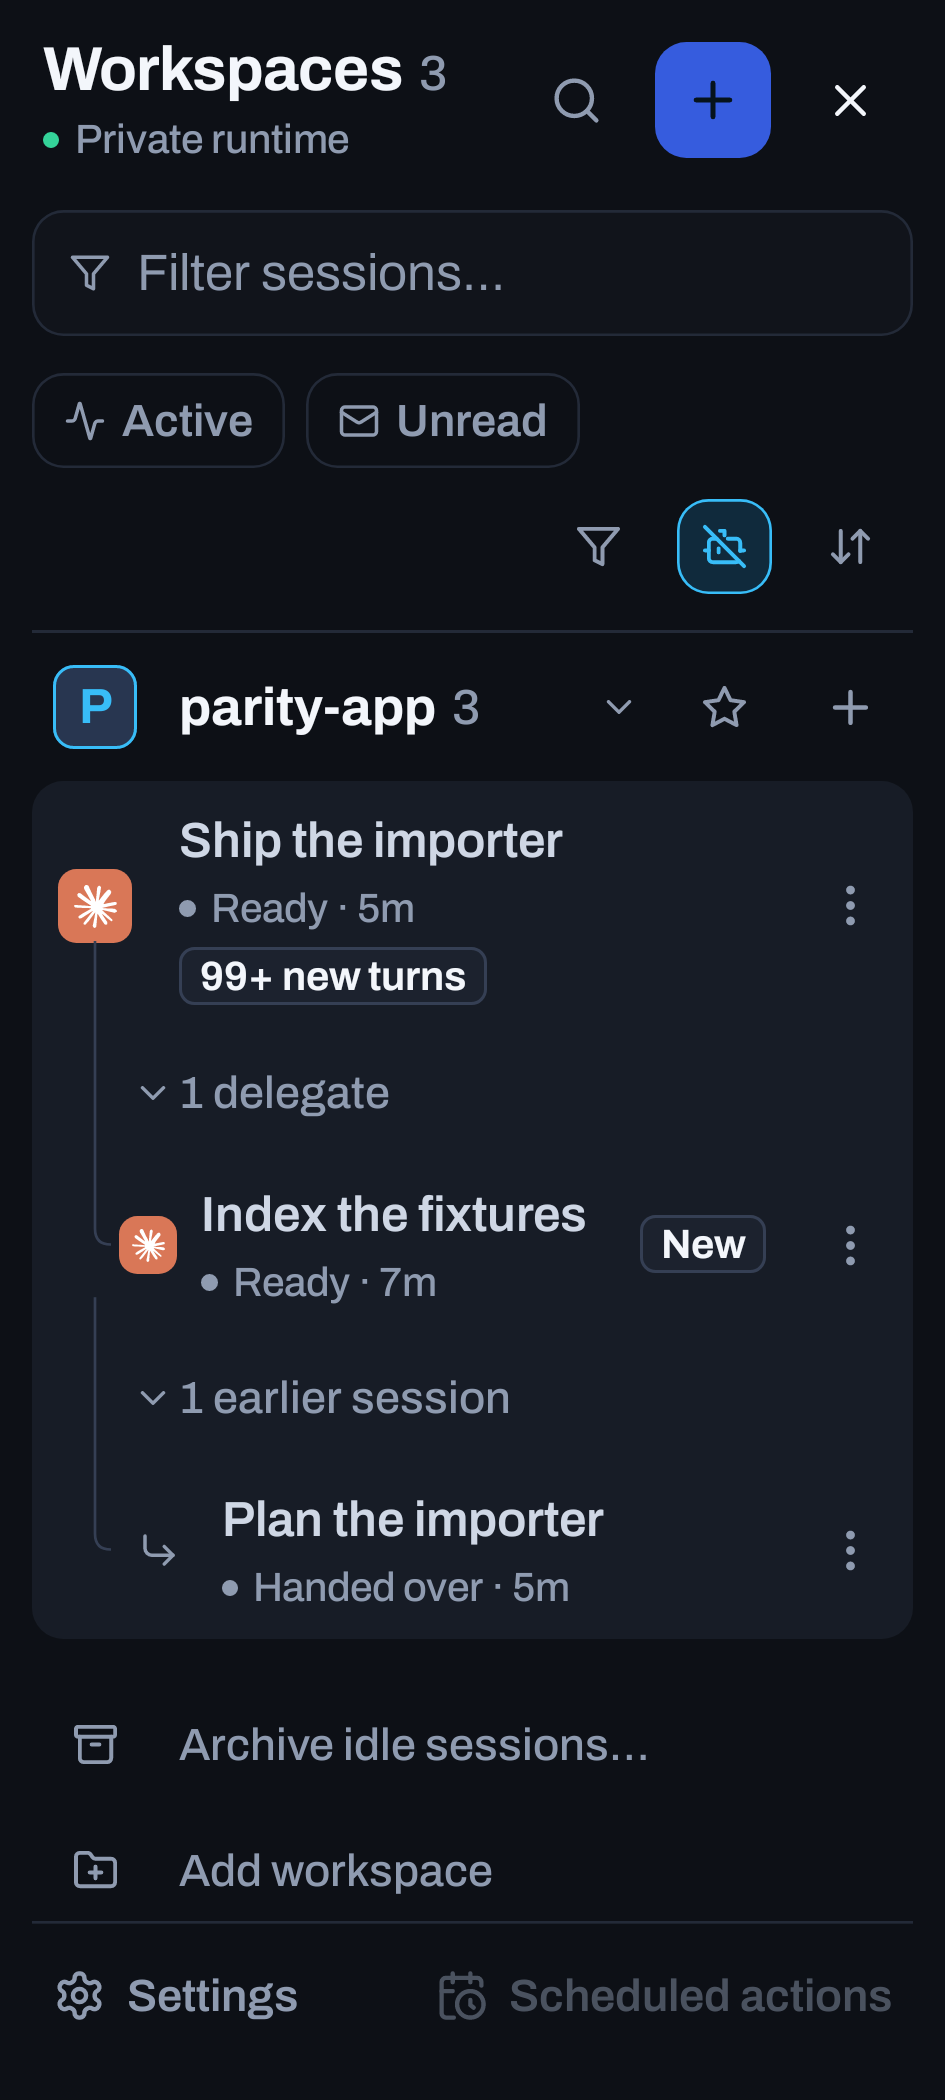 Workspaces 3
Private runtime
Filter sessions...
Active
Unread
P parity-app 3
Ship the importer
Ready · 5m
99+ new turns
1 delegate
Index the fixtures
New
Ready · 7m
1 earlier session
Plan the importer
Handed over · 5m
Archive idle sessions...
Add workspace
Settings
Scheduled actions